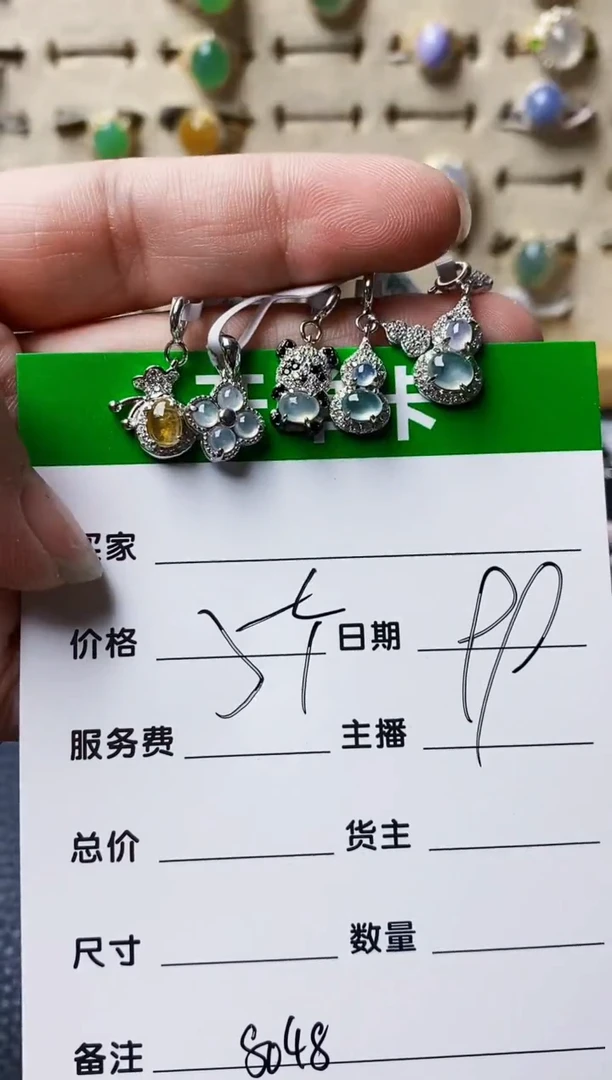 家
价格 日期
服务费 主播
总价 货主
尺寸 数量
备注 8048